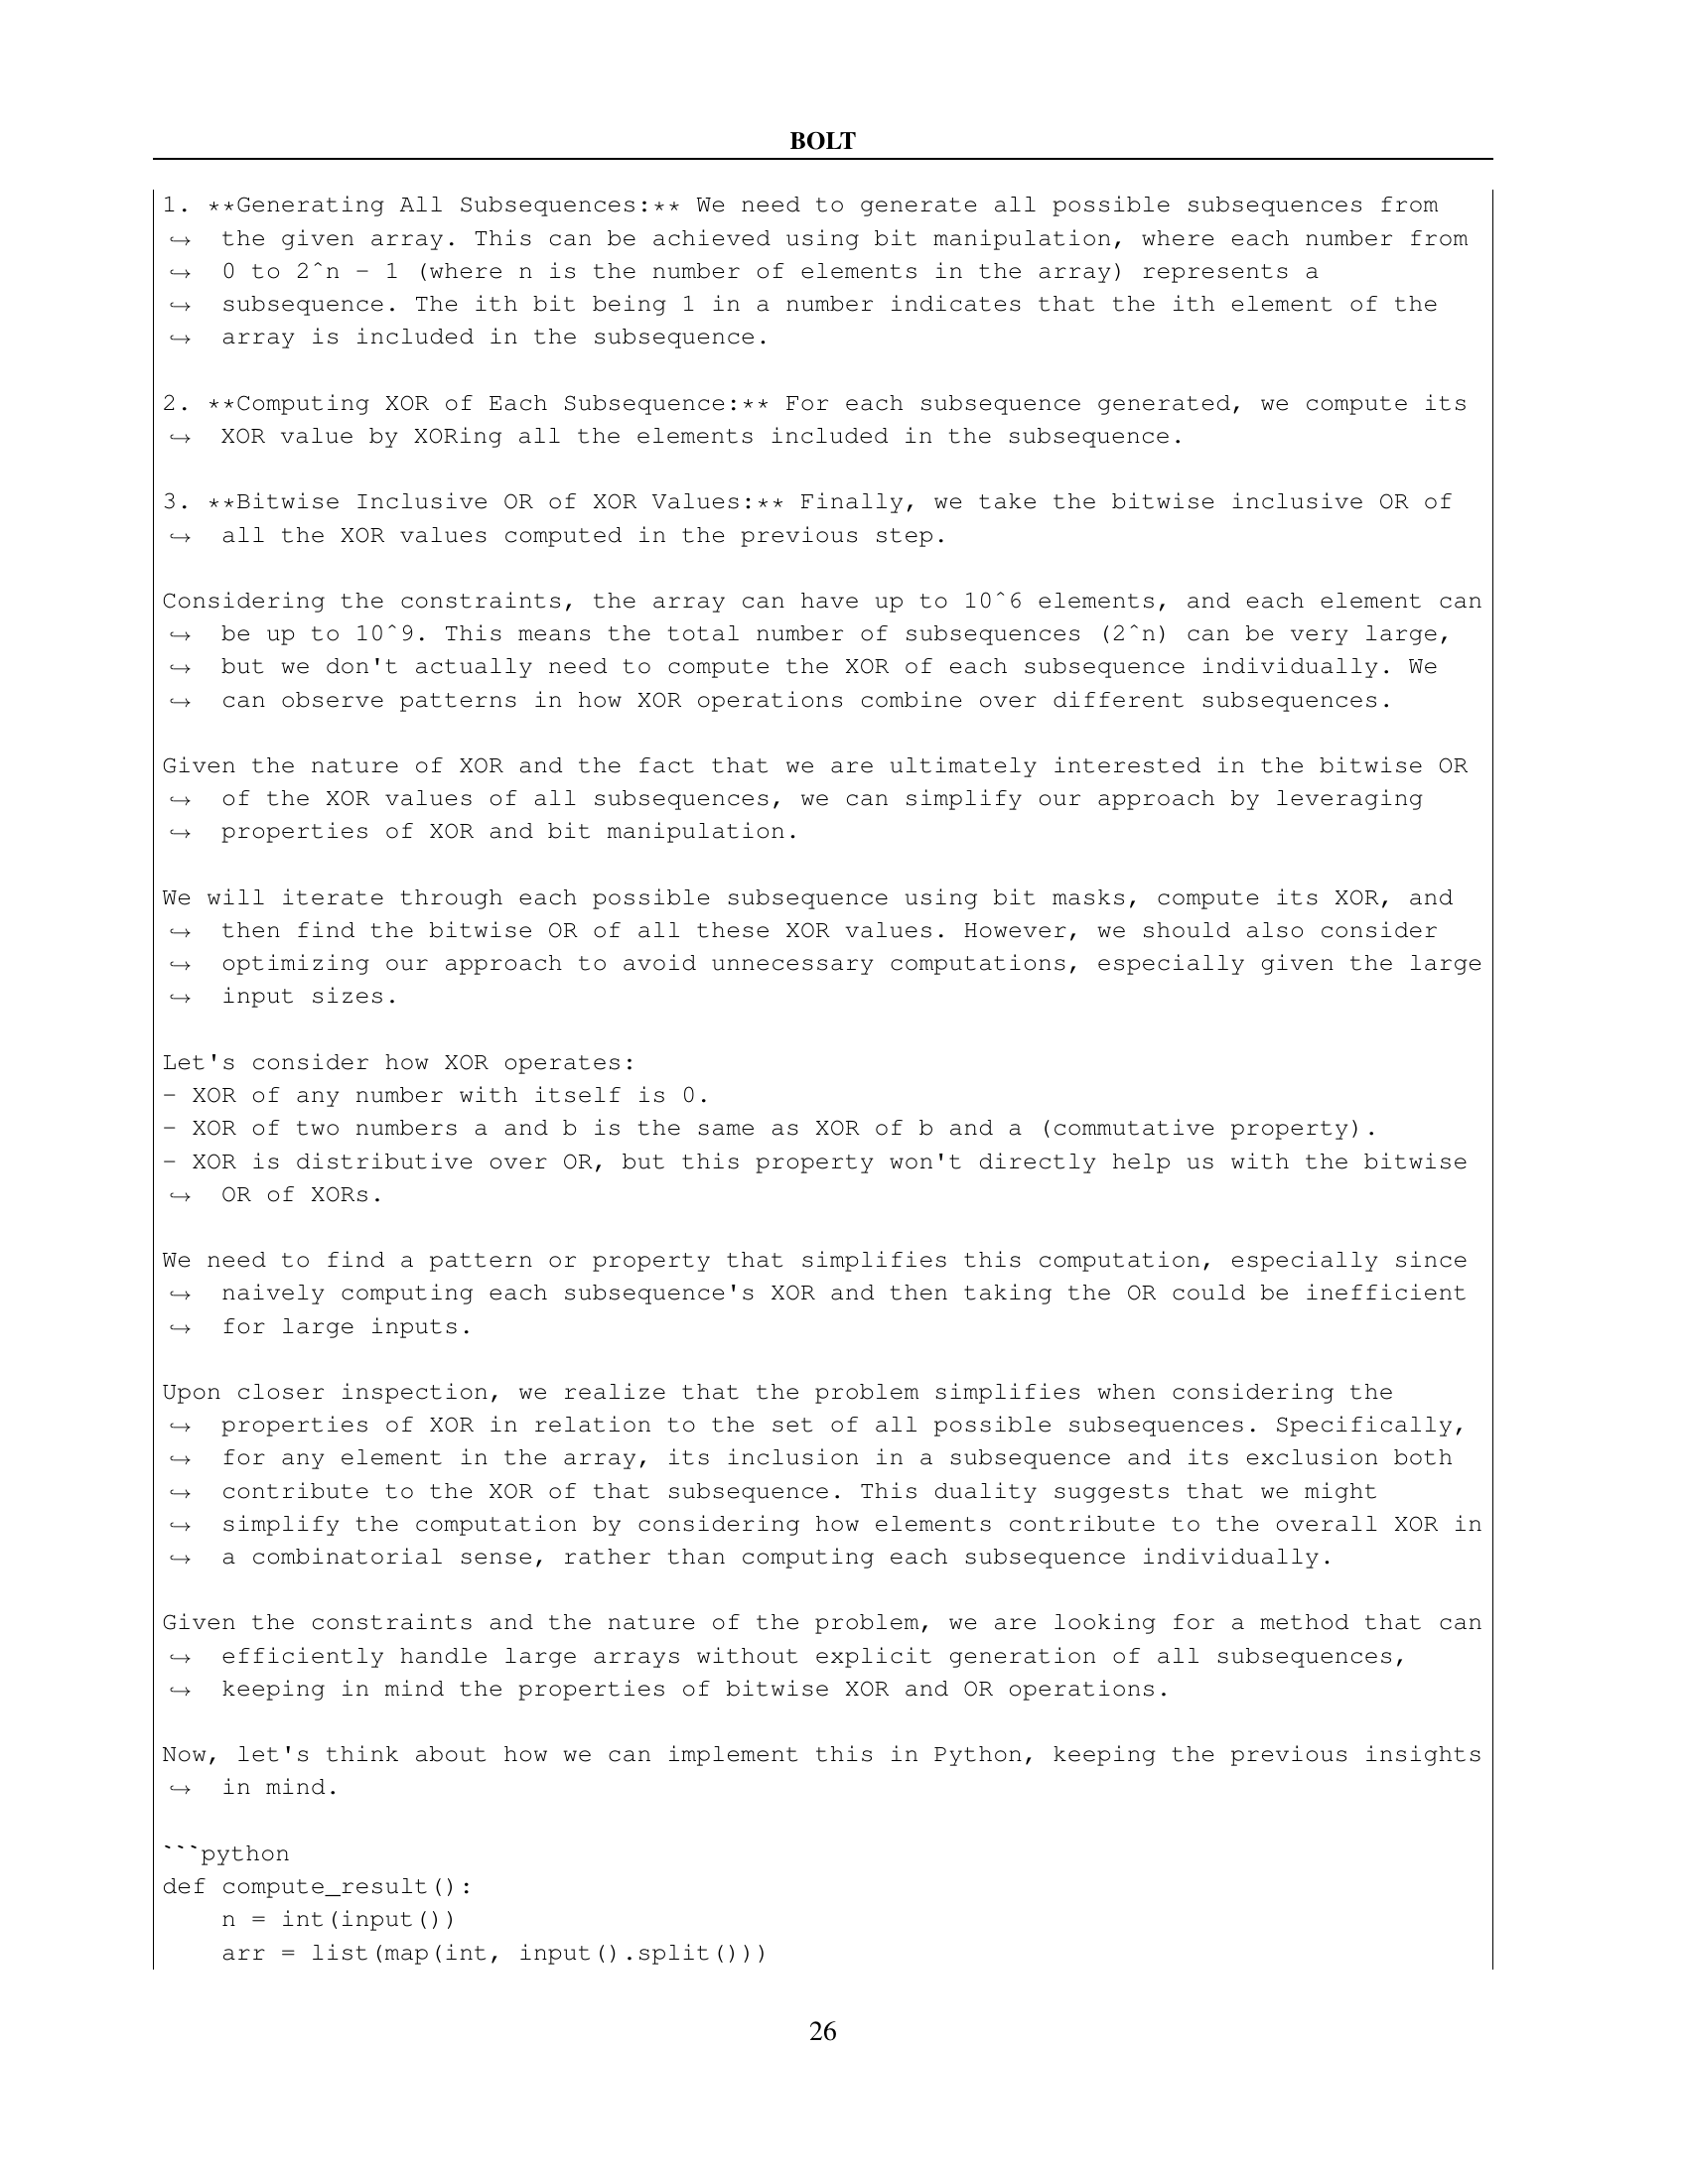 BOLT
1. **Generating All Subsequences:** We need to generate all possible subsequences from
↪ the given array. This can be achieved using bit manipulation, where each number from
↪ 0 to 2^n - 1 (where n is the number of elements in the array) represents a
↪ subsequence. The ith bit being 1 in a number indicates that the ith element of the
↪ array is included in the subsequence.
2. **Computing XOR of Each Subsequence:** For each subsequence generated, we compute its
↪ XOR value by XORing all the elements included in the subsequence.
3. **Bitwise Inclusive OR of XOR Values:** Finally, we take the bitwise inclusive OR of
↪ all the XOR values computed in the previous step.
Considering the constraints, the array can have up to 10^6 elements, and each element can
↪ be up to 10^9. This means the total number of subsequences (2^n) can be very large,
↪ but we don't actually need to compute the XOR of each subsequence individually. We
↪ can observe patterns in how XOR operations combine over different subsequences.
Given the nature of XOR and the fact that we are ultimately interested in the bitwise OR
↪ of the XOR values of all subsequences, we can simplify our approach by leveraging
↪ properties of XOR and bit manipulation.
We will iterate through each possible subsequence using bit masks, compute its XOR, and
↪ then find the bitwise OR of all these XOR values. However, we should also consider
↪ optimizing our approach to avoid unnecessary computations, especially given the large
↪ input sizes.
Let's consider how XOR operates:
- XOR of any number with itself is 0.
- XOR of two numbers a and b is the same as XOR of b and a (commutative property).
- XOR is distributive over OR, but this property won't directly help us with the bitwise
↪ OR of XORs.
We need to find a pattern or property that simplifies this computation, especially since
↪ naively computing each subsequence's XOR and then taking the OR could be inefficient
↪ for large inputs.
Upon closer inspection, we realize that the problem simplifies when considering the
↪ properties of XOR in relation to the set of all possible subsequences. Specifically,
↪ for any element in the array, its inclusion in a subsequence and its exclusion both
↪ contribute to the XOR of that subsequence. This duality suggests that we might
↪ simplify the computation by considering how elements contribute to the overall XOR in
↪ a combinatorial sense, rather than computing each subsequence individually.
Given the constraints and the nature of the problem, we are looking for a method that can
↪ efficiently handle large arrays without explicit generation of all subsequences,
↪ keeping in mind the properties of bitwise XOR and OR operations.
Now, let's think about how we can implement this in Python, keeping the previous insights
↪ in mind.
```python
def compute_result():
    n = int(input())
    arr = list(map(int, input().split()))
26